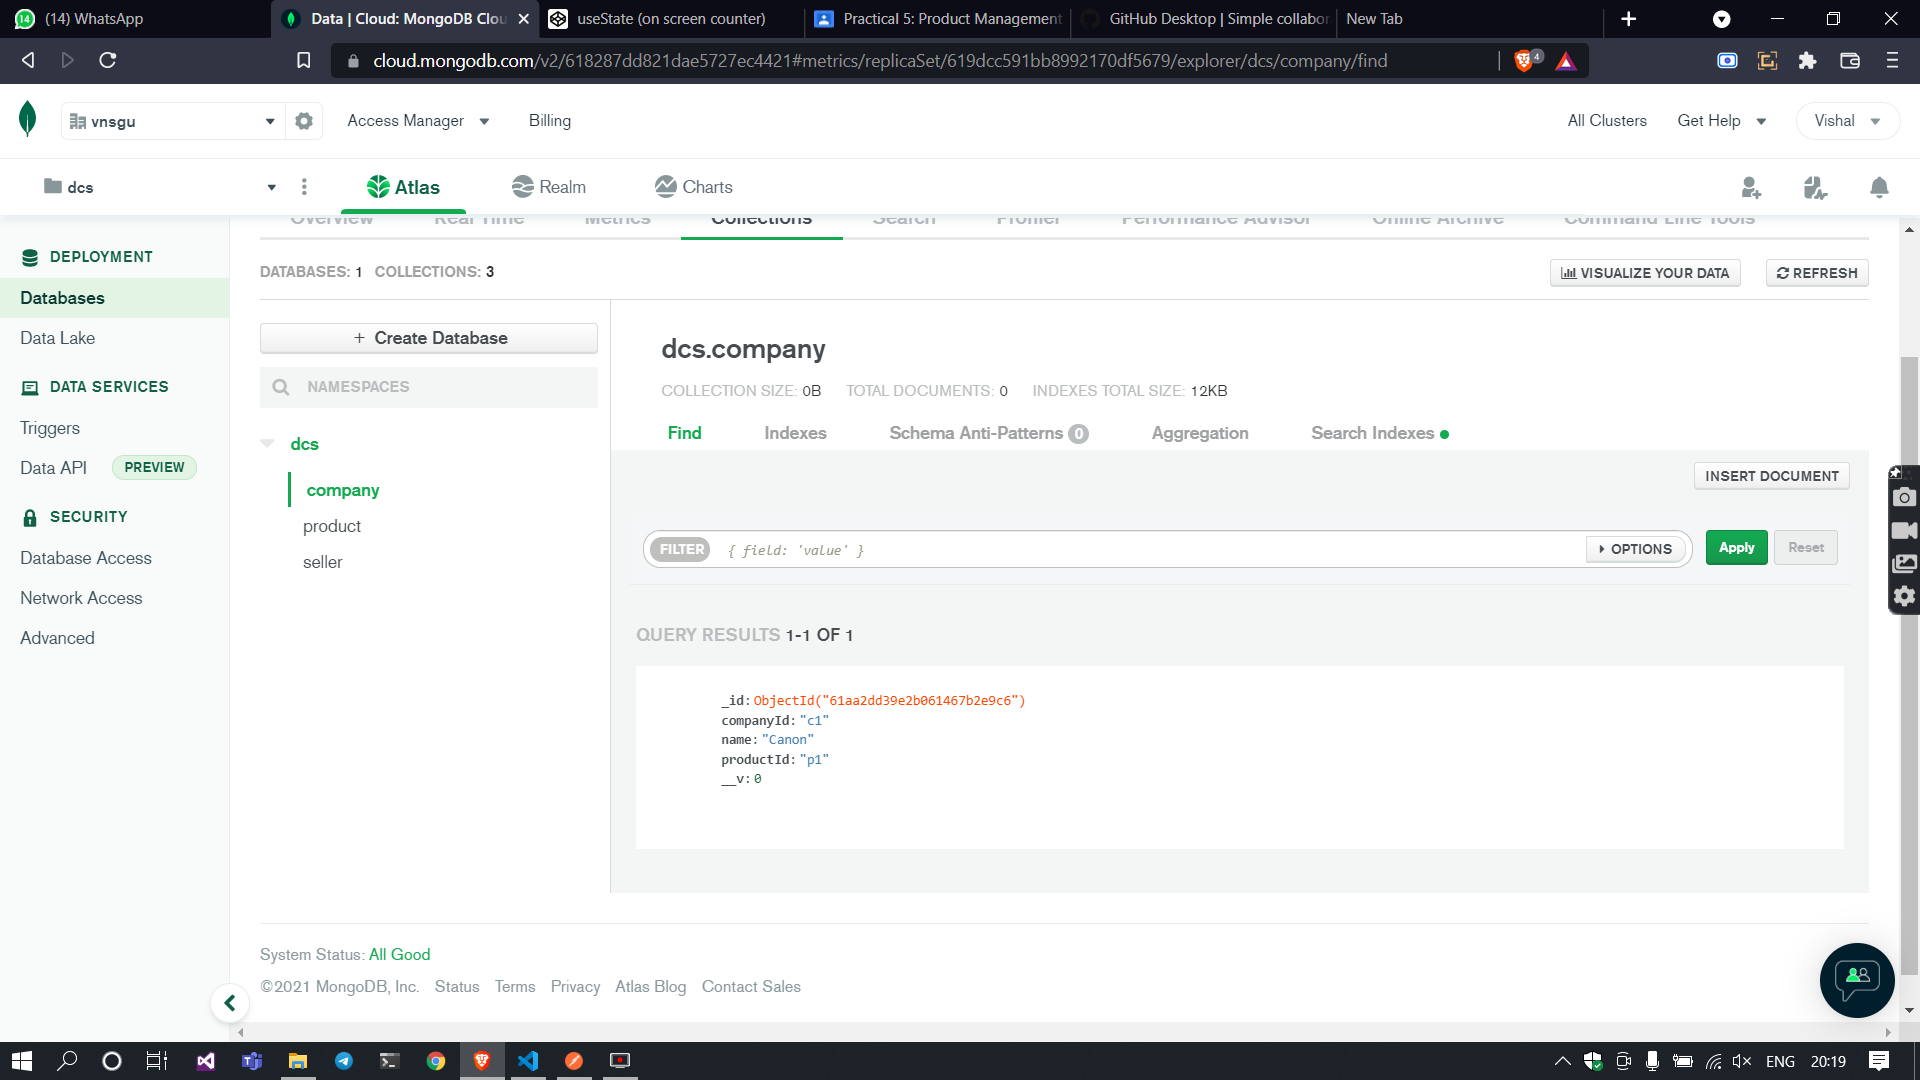 14 (14) WhatsApp
Data | Cloud: MongoDB Clou
useState (on screen counter)
Practical 5: Product Management
GitHub Desktop | Simple collabor
New Tab
cloud.mongodb.com/v2/618287dd821dae5727ec4421#metrics/replicaSet/619dcc591bb8992170df5679/explorer/dcs/company/find
4
vnsgu
Access Manager
Billing
All Clusters
Get Help
Vishal
dcs
Atlas
Realm
Charts
Overview
Real Time
Metrics
Collections
Search
Profiler
Performance Advisor
Online Archive
Command Line Tools
DEPLOYMENT
Databases
Data Lake
DATA SERVICES
Triggers
Data API PREVIEW
SECURITY
Database Access
Network Access
Advanced
DATABASES: 1 COLLECTIONS: 3
VISUALIZE YOUR DATA
REFRESH
+ Create Database
NAMESPACES
dcs
company
product
seller
dcs.company
COLLECTION SIZE: 0B TOTAL DOCUMENTS: 0 INDEXES TOTAL SIZE: 12KB
Find
Indexes
Schema Anti-Patterns 0
Aggregation
Search Indexes
INSERT DOCUMENT
FILTER { field: 'value' }
OPTIONS
Apply
Reset
QUERY RESULTS 1-1 OF 1
_id: ObjectId("61aa2dd39e2b061467b2e9c6")
companyId: "c1"
name: "Canon"
productId: "p1"
__v: 0
System Status: All Good
©2021 MongoDB, Inc. Status Terms Privacy Atlas Blog Contact Sales
ENG 20:19